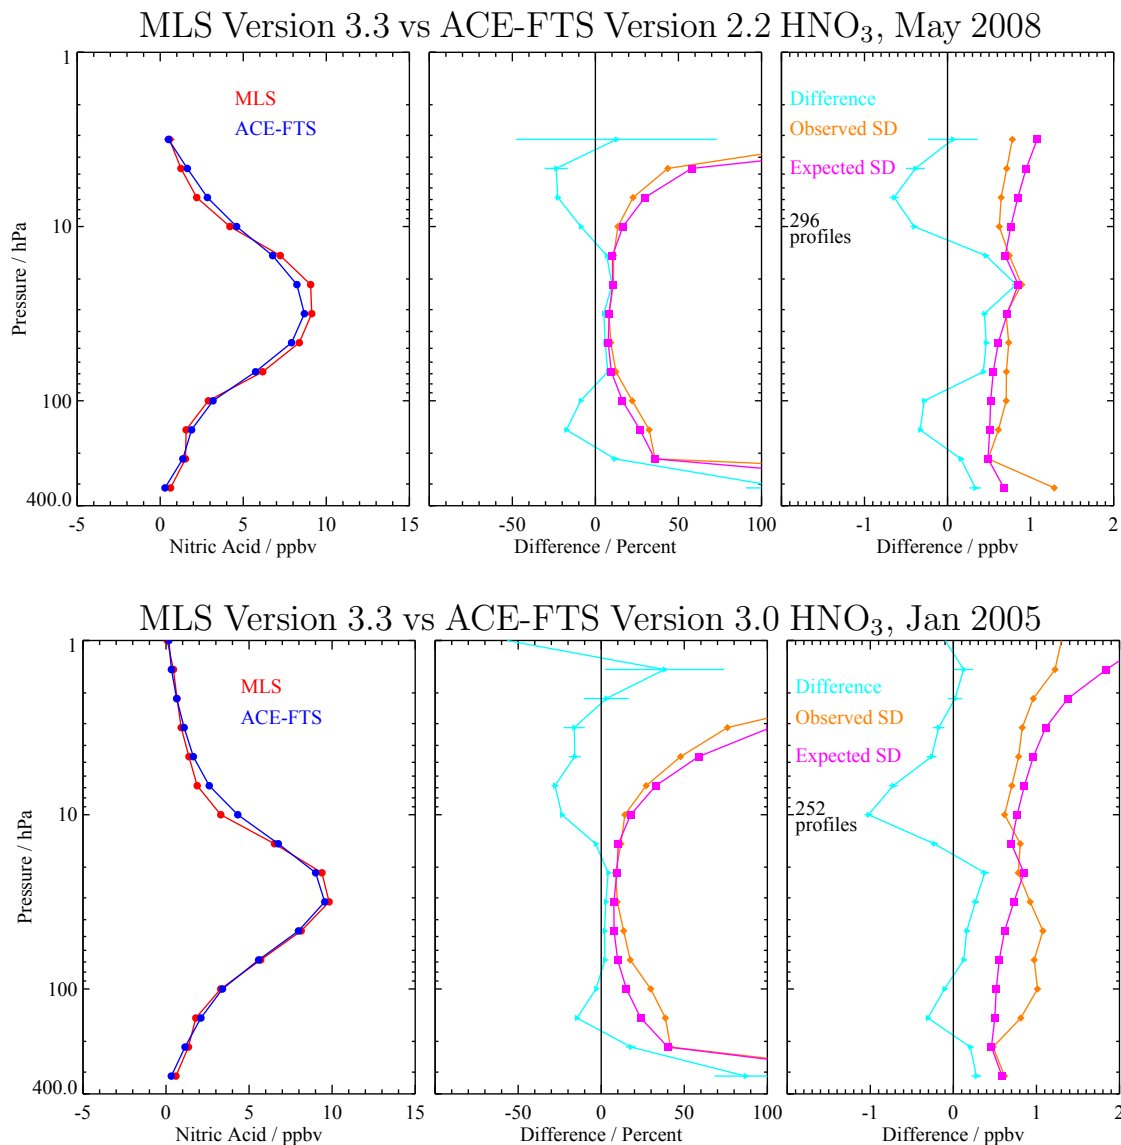 MLS Version 3.3 vs ACE-FTS Version 2.2 HNO₃, May 2008
Pressure / hPa
1
10
100
400.0
MLS
ACE-FTS
-5 0 5 10 15
Nitric Acid / ppbv
-50 0 50 100
Difference / Percent
Difference
Observed SD
Expected SD
296
profiles
-1 0 1 2
Difference / ppbv
MLS Version 3.3 vs ACE-FTS Version 3.0 HNO₃, Jan 2005
Pressure / hPa
1
10
100
400.0
MLS
ACE-FTS
-5 0 5 10 15
Nitric Acid / ppbv
-50 0 50 100
Difference / Percent
Difference
Observed SD
Expected SD
252
profiles
-1 0 1 2
Difference / ppbv